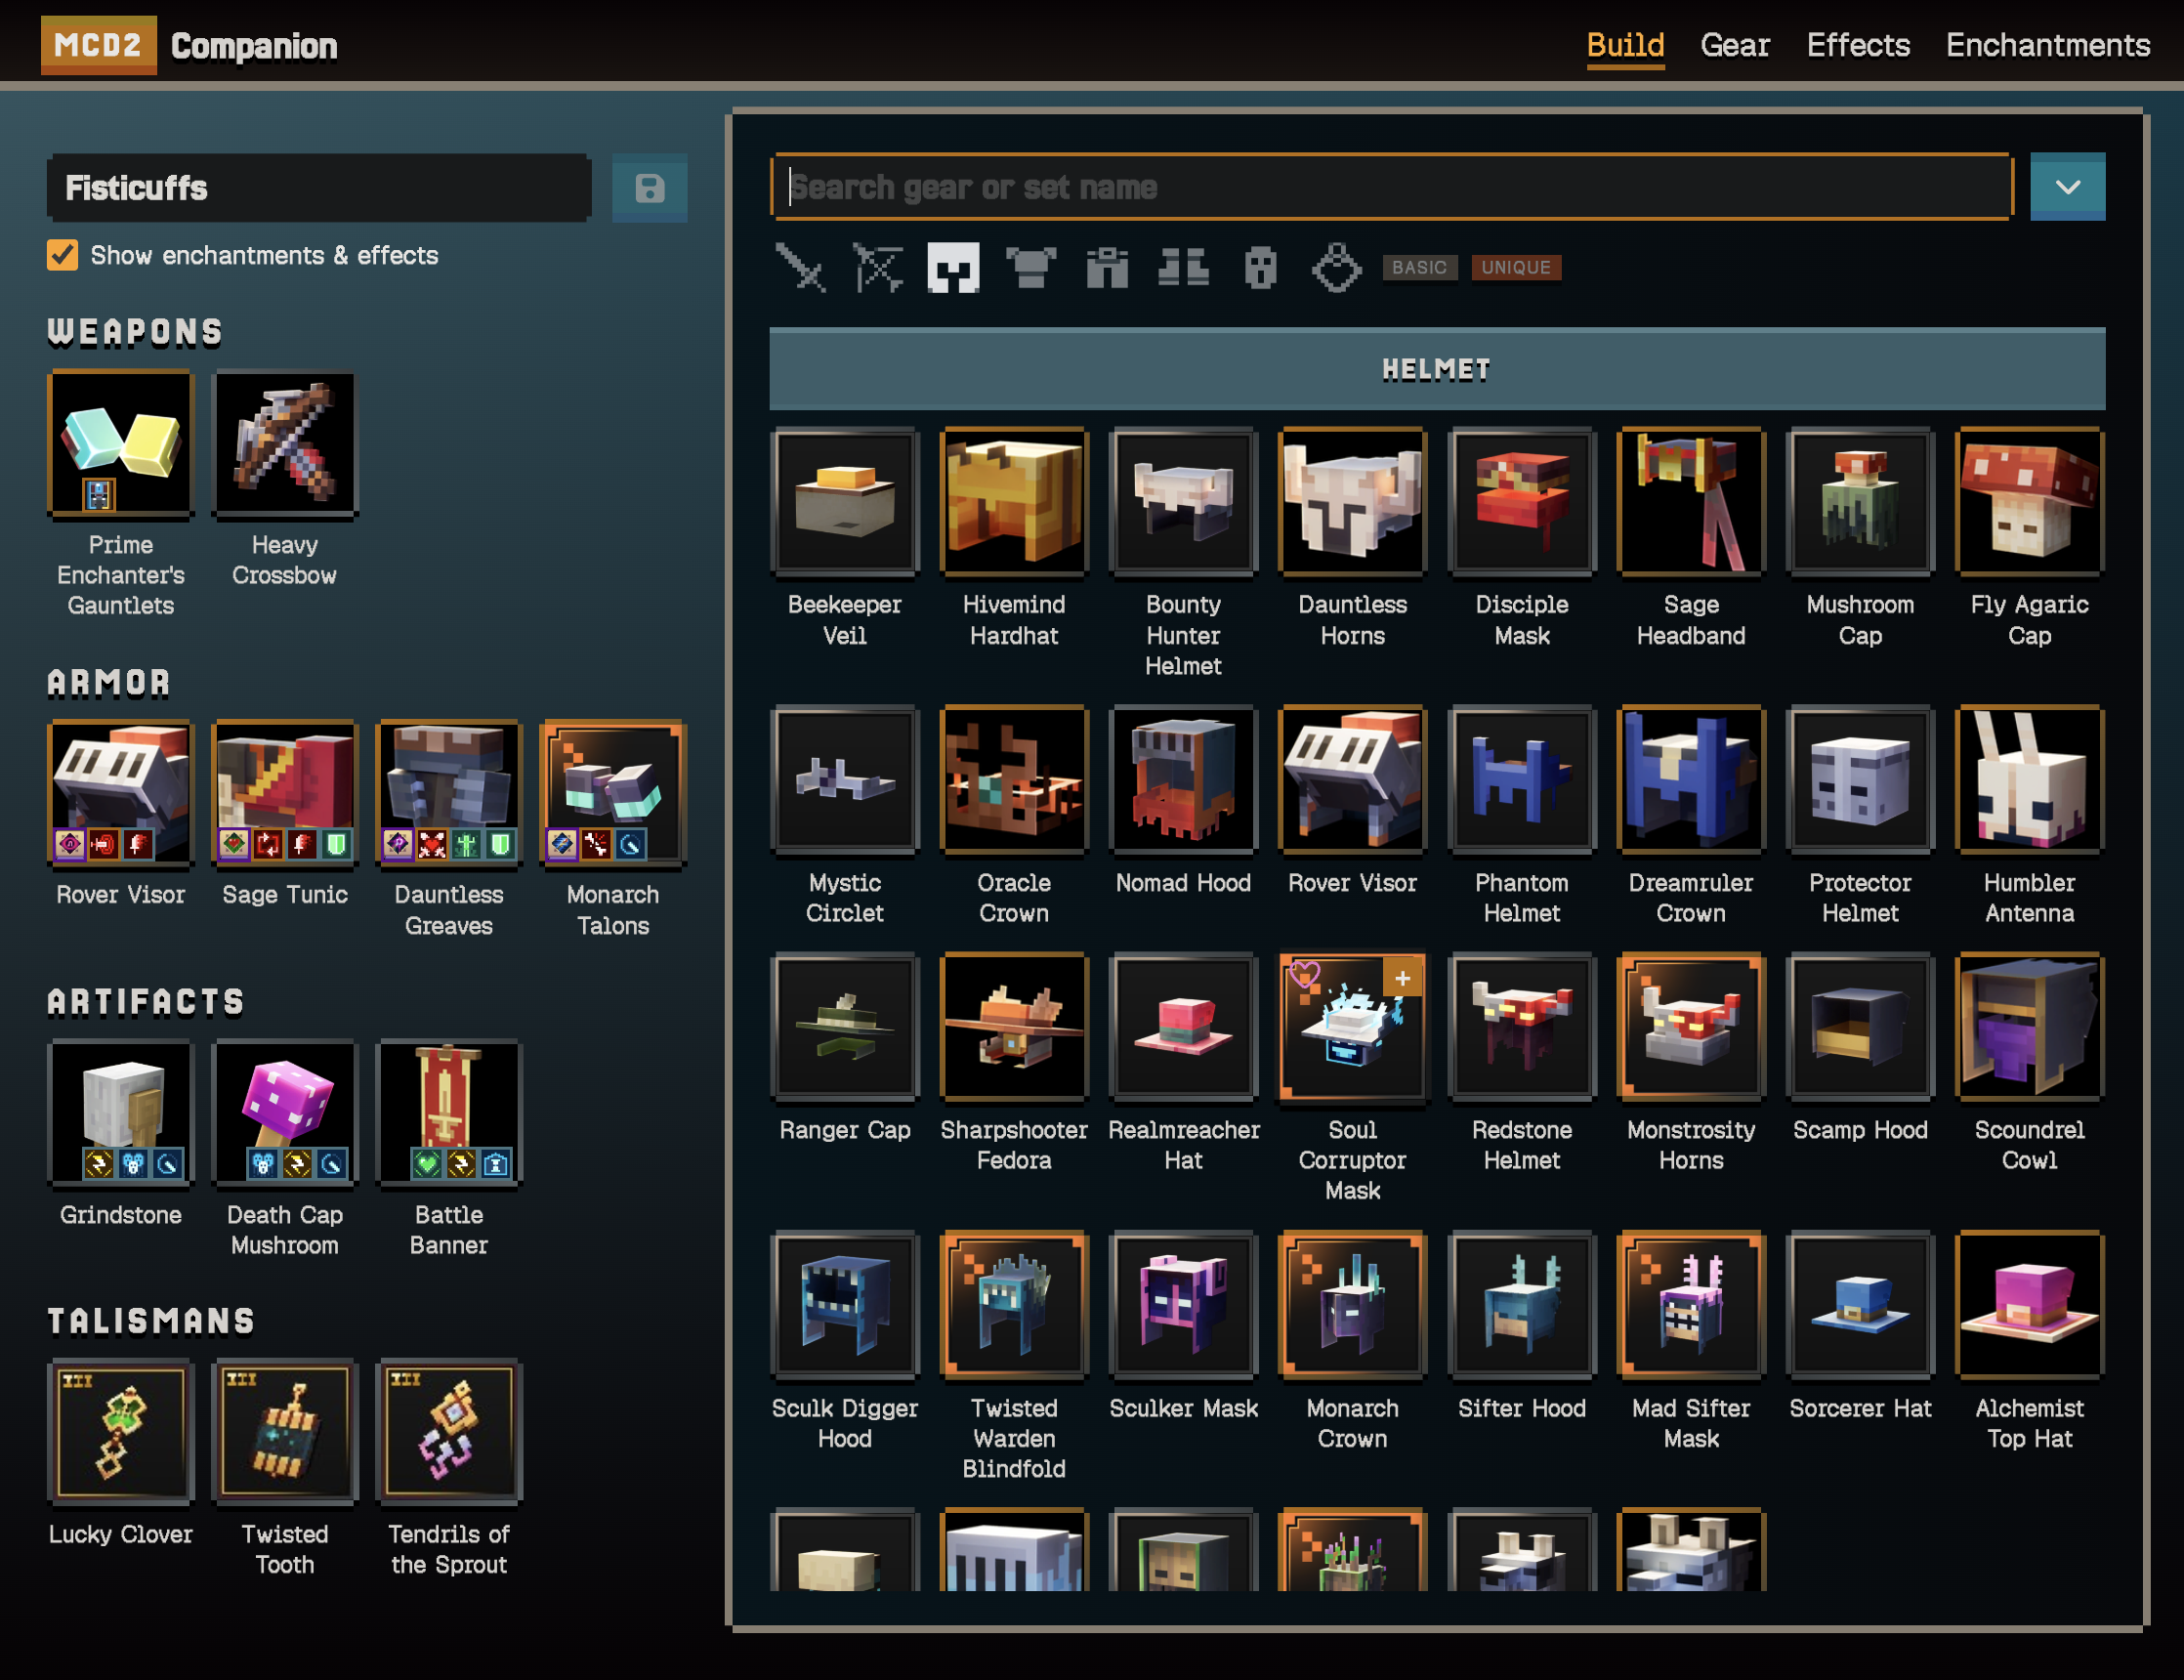 MCD2 Companion
Build Gear Effects Enchantments
Fisticuffs
Show enchantments & effects
WEAPONS
Prime
Enchanter's
Gauntlets
Heavy
Crossbow
ARMOR
Rover Visor
Sage Tunic
Dauntless
Greaves
Monarch
Talons
ARTIFACTS
Grindstone
Death Cap
Mushroom
Battle
Banner
TALISMANS
III
III
III
Lucky Clover
Twisted
Tooth
Tendrils of
the Sprout
Search gear or set name
BASIC UNIQUE
HELMET
Beekeeper
Veil
Hivemind
Hardhat
Bounty
Hunter
Helmet
Dauntless
Horns
Disciple
Mask
Sage
Headband
Mushroom
Cap
Fly Agaric
Cap
Mystic
Circlet
Oracle
Crown
Nomad Hood
Rover Visor
Phantom
Helmet
Dreamruler
Crown
Protector
Helmet
Humbler
Antenna
Ranger Cap
Sharpshooter
Fedora
Realmreacher
Hat
+
Soul
Corruptor
Mask
Redstone
Helmet
Monstrosity
Horns
Scamp Hood
Scoundrel
Cowl
Sculk Digger
Hood
Twisted
Warden
Blindfold
Sculker Mask
Monarch
Crown
Sifter Hood
Mad Sifter
Mask
Sorcerer Hat
Alchemist
Top Hat